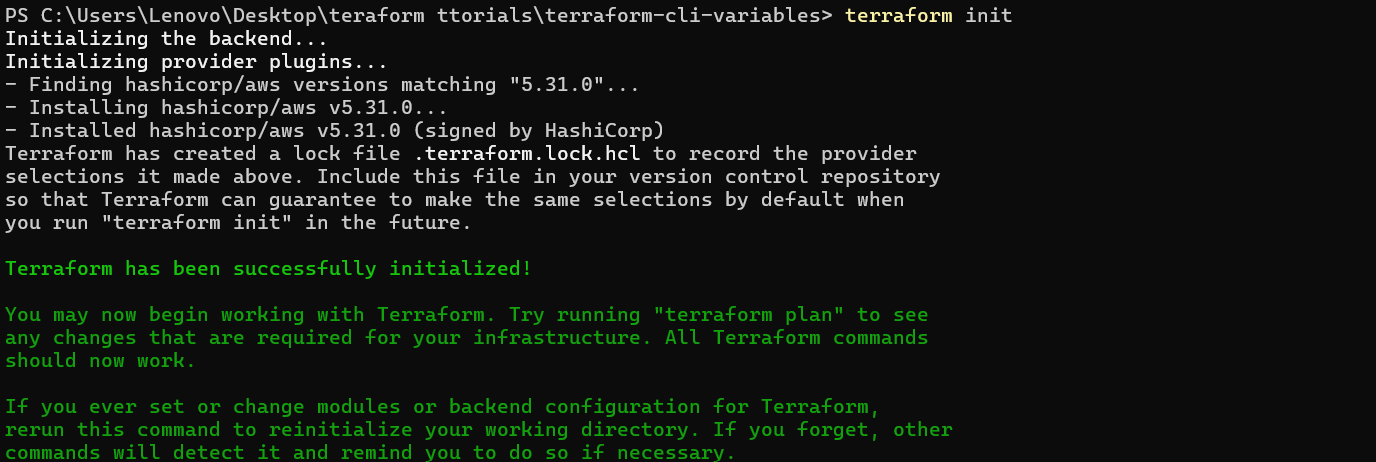 PS C:\Users\Lenovo\Desktop\teraform ttorials\terraform-cli-variables> terraform init
Initializing the backend...
Initializing provider plugins...
- Finding hashicorp/aws versions matching "5.31.0"...
- Installing hashicorp/aws v5.31.0...
- Installed hashicorp/aws v5.31.0 (signed by HashiCorp)
Terraform has created a lock file .terraform.lock.hcl to record the provider
selections it made above. Include this file in your version control repository
so that Terraform can guarantee to make the same selections by default when
you run "terraform init" in the future.
Terraform has been successfully initialized!
You may now begin working with Terraform. Try running "terraform plan" to see
any changes that are required for your infrastructure. All Terraform commands
should now work.
If you ever set or change modules or backend configuration for Terraform,
rerun this command to reinitialize your working directory. If you forget, other
commands will detect it and remind you to do so if necessary.